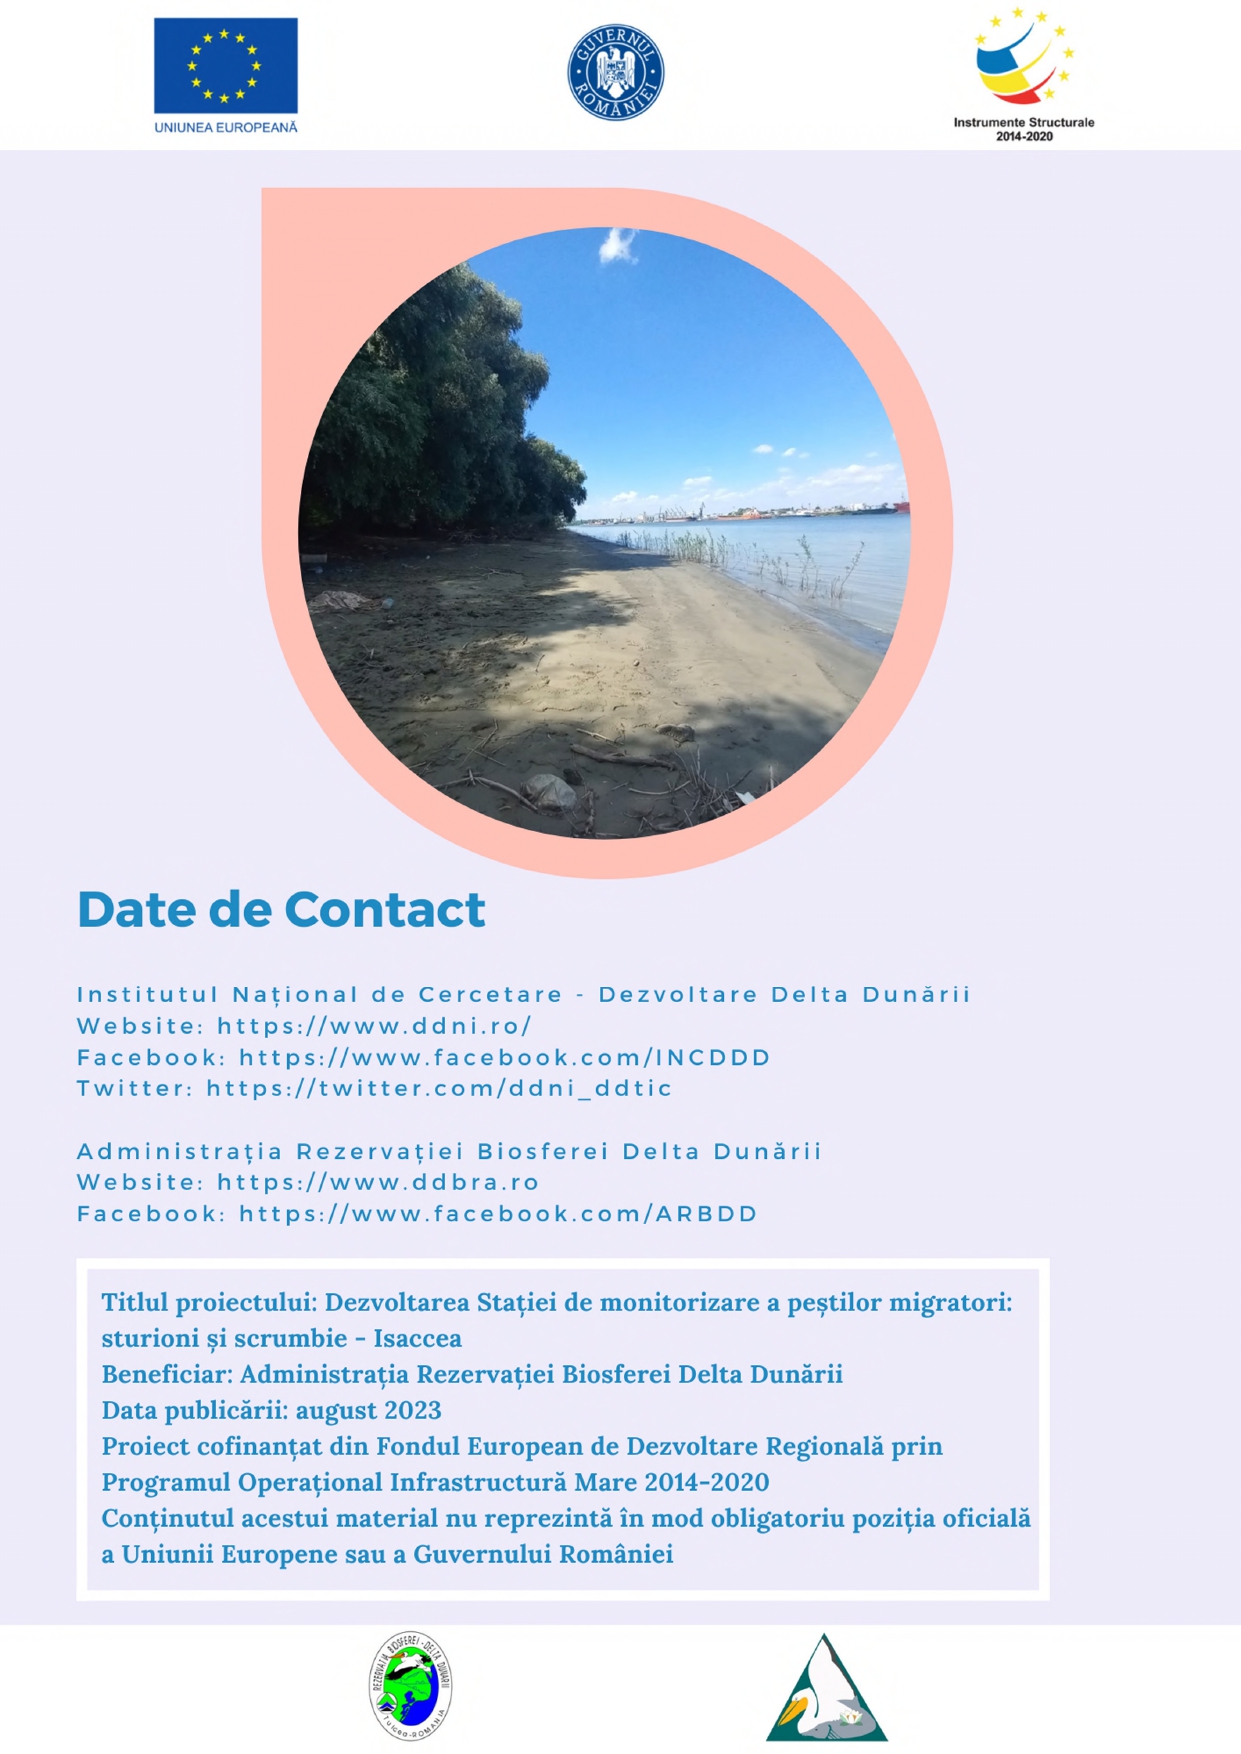 UNIUNEA EUROPEANĂ
GUVERNUL ROMÂNIEI
Instrumente Structurale
2014-2020
Date de Contact
Institutul Național de Cercetare - Dezvoltare Delta Dunării
Website: https://www.ddni.ro/
Facebook: https://www.facebook.com/INCDDD
Twitter: https://twitter.com/ddni_ddtic
Administrația Rezervației Biosferei Delta Dunării
Website: https://www.ddbra.ro
Facebook: https://www.facebook.com/ARBDD
Titlul proiectului: Dezvoltarea Stației de monitorizare a peștilor migratori:
sturioni și scrumbie - Isaccea
Beneficiar: Administrația Rezervației Biosferei Delta Dunării
Data publicării: august 2023
Proiect cofinanțat din Fondul European de Dezvoltare Regională prin
Programul Operațional Infrastructură Mare 2014-2020
Conținutul acestui material nu reprezintă în mod obligatoriu poziția oficială
a Uniunii Europene sau a Guvernului României
REZERVAȚIA BIOSFEREI - DELTA DUNĂRII
Tulcea - ROMANIA